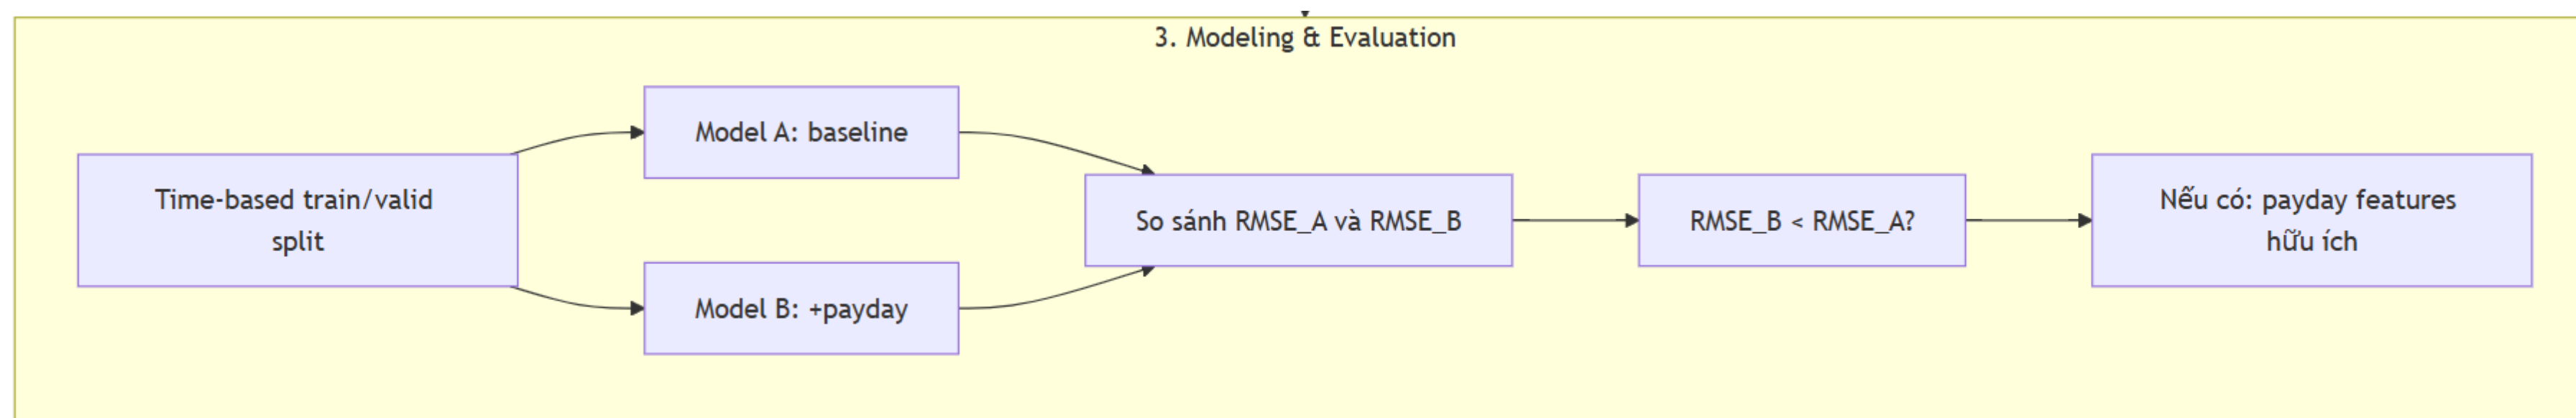 3. Modeling & Evaluation
Time-based train/valid
split
Model A: baseline
Model B: +payday
So sánh RMSE_A và RMSE_B
RMSE_B < RMSE_A?
Nếu có: payday features
hữu ích